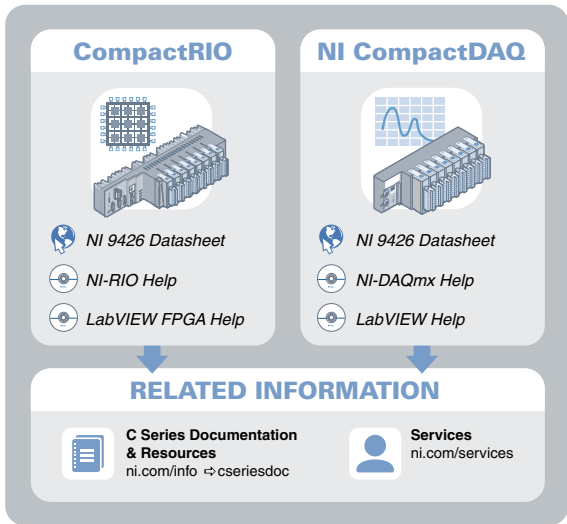 CompactRIO
NI 9426 Datasheet
NI-RIO Help
LabVIEW FPGA Help
NI CompactDAQ
NI 9426 Datasheet
NI-DAQmx Help
LabVIEW Help
RELATED INFORMATION
C Series Documentation
& Resources
ni.com/info ⇨cseriesdoc
Services
ni.com/services